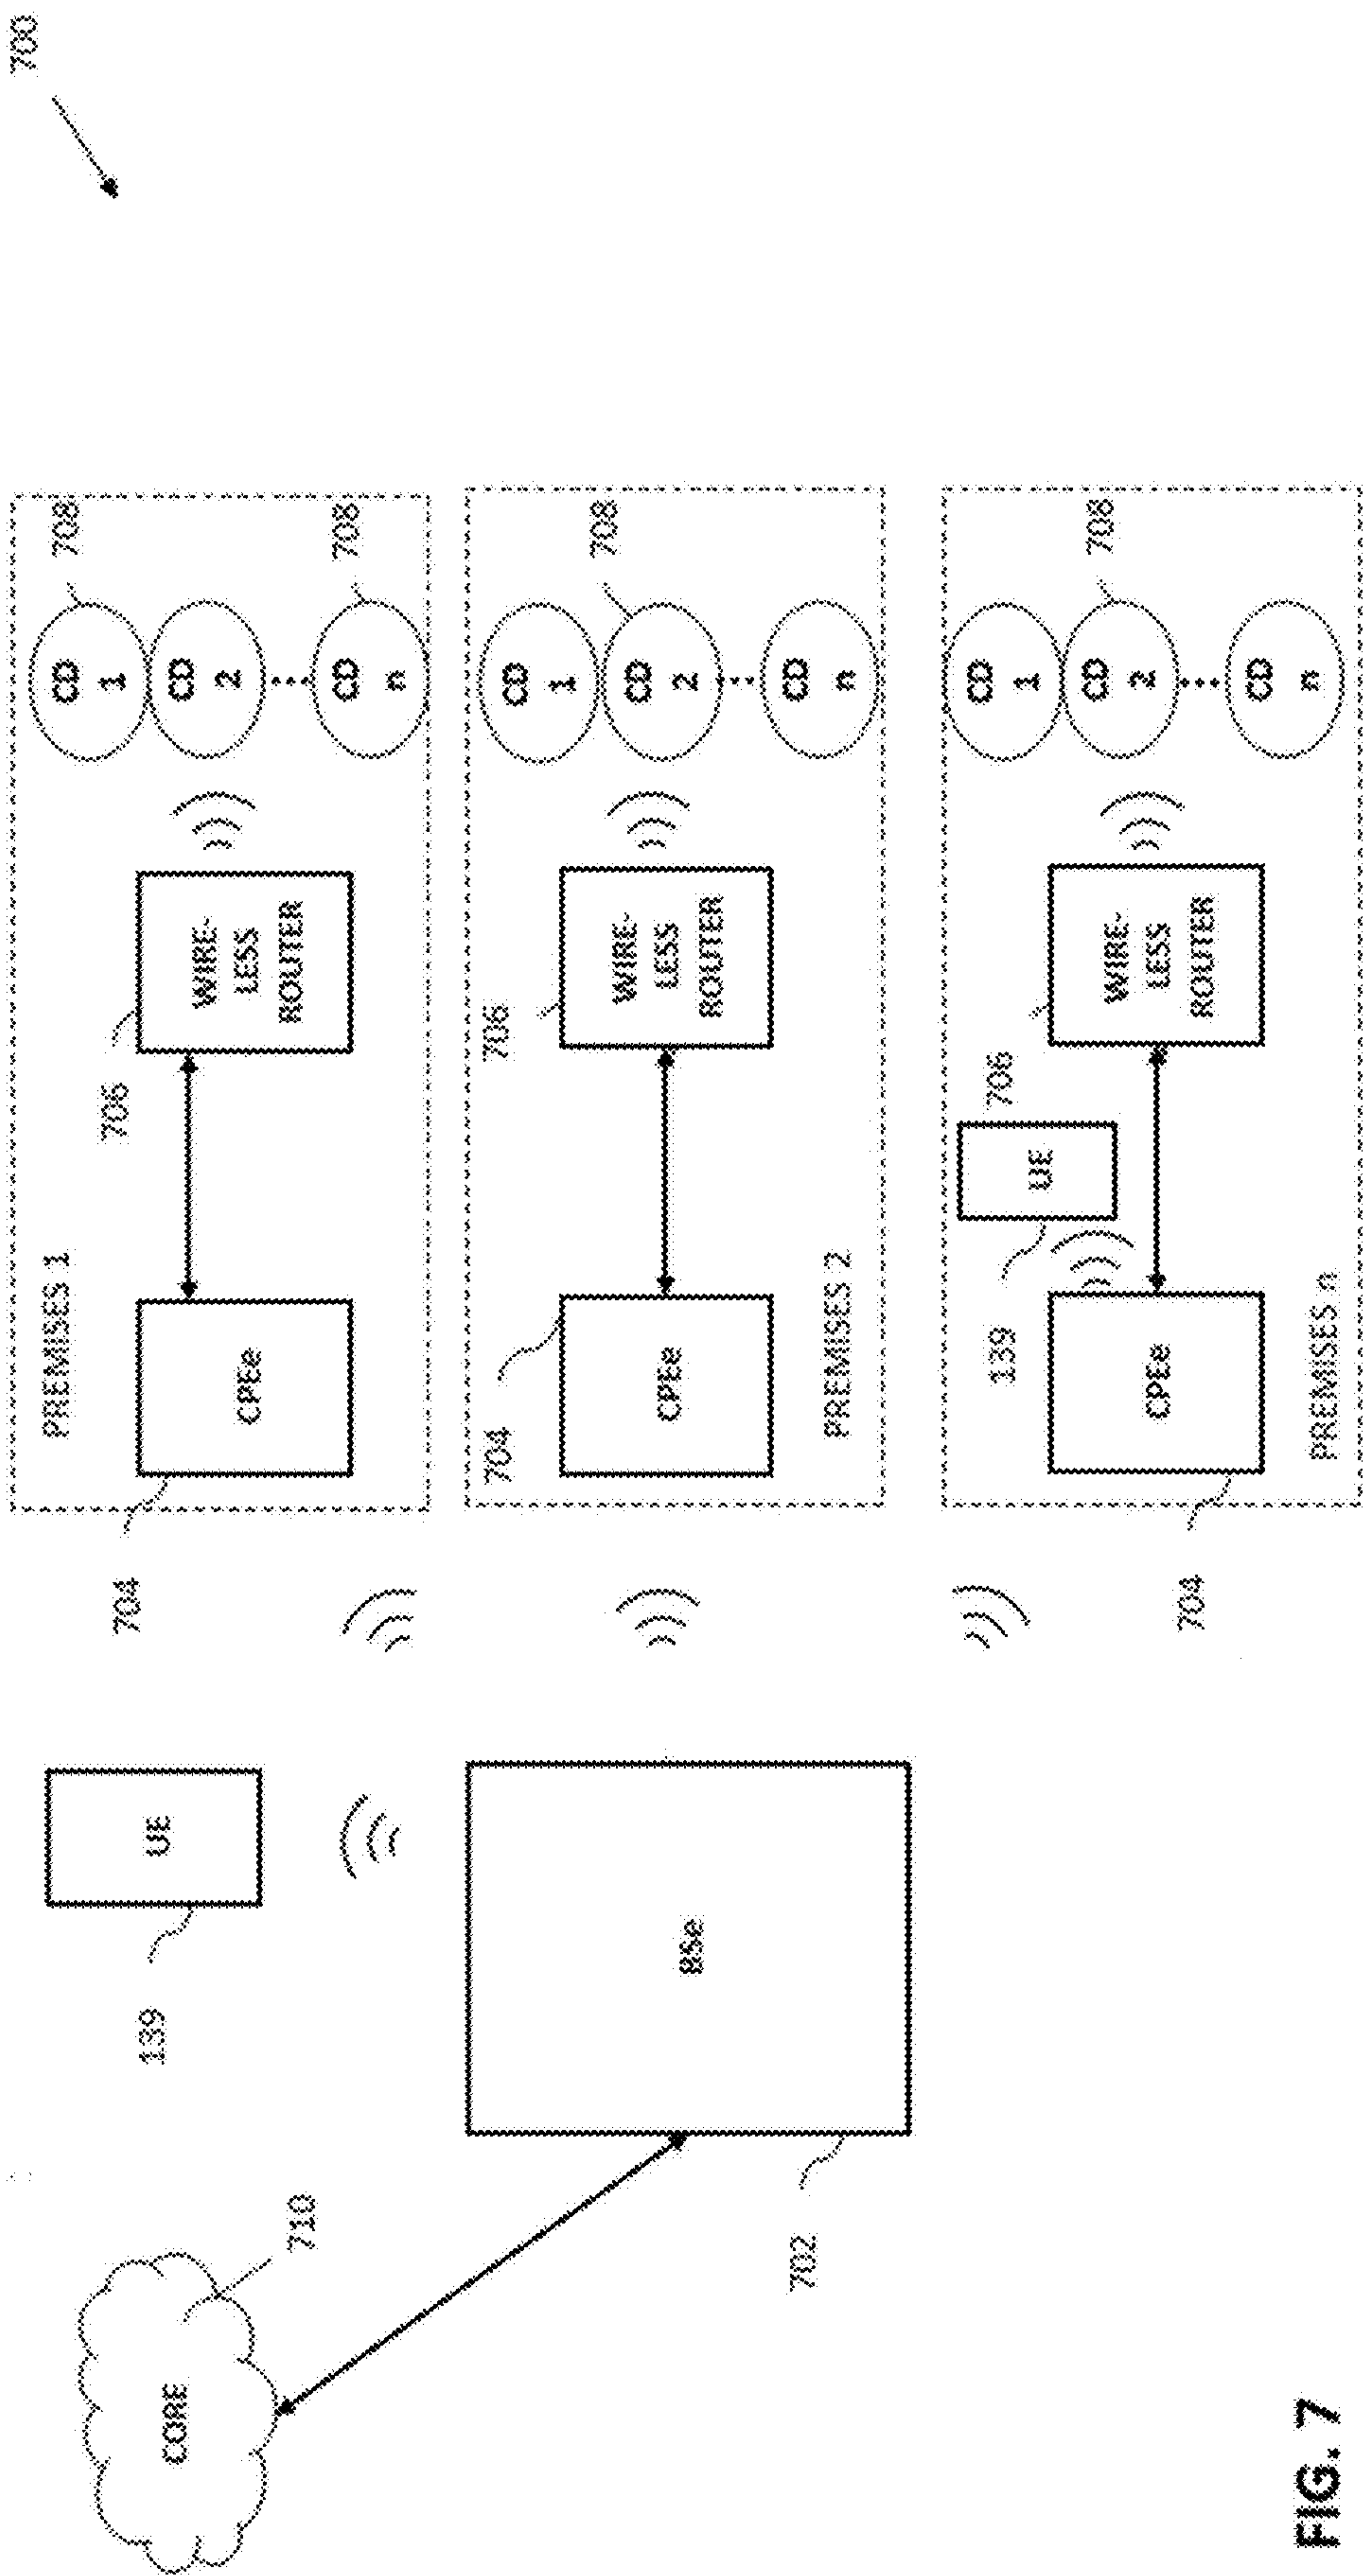 700
CORE
710
UE
139
BSe
702
PREMISES 1
CPEe
704
WIRE-
LESS
ROUTER
706
CD
1
708
CD
2
CD
n
708
PREMISES 2
CPEe
704
WIRE-
LESS
ROUTER
706
CD
1
CD
2
708
CD
n
PREMISES n
CPEe
704
UE
139
WIRE-
LESS
ROUTER
706
CD
1
CD
2
708
CD
n
FIG. 7